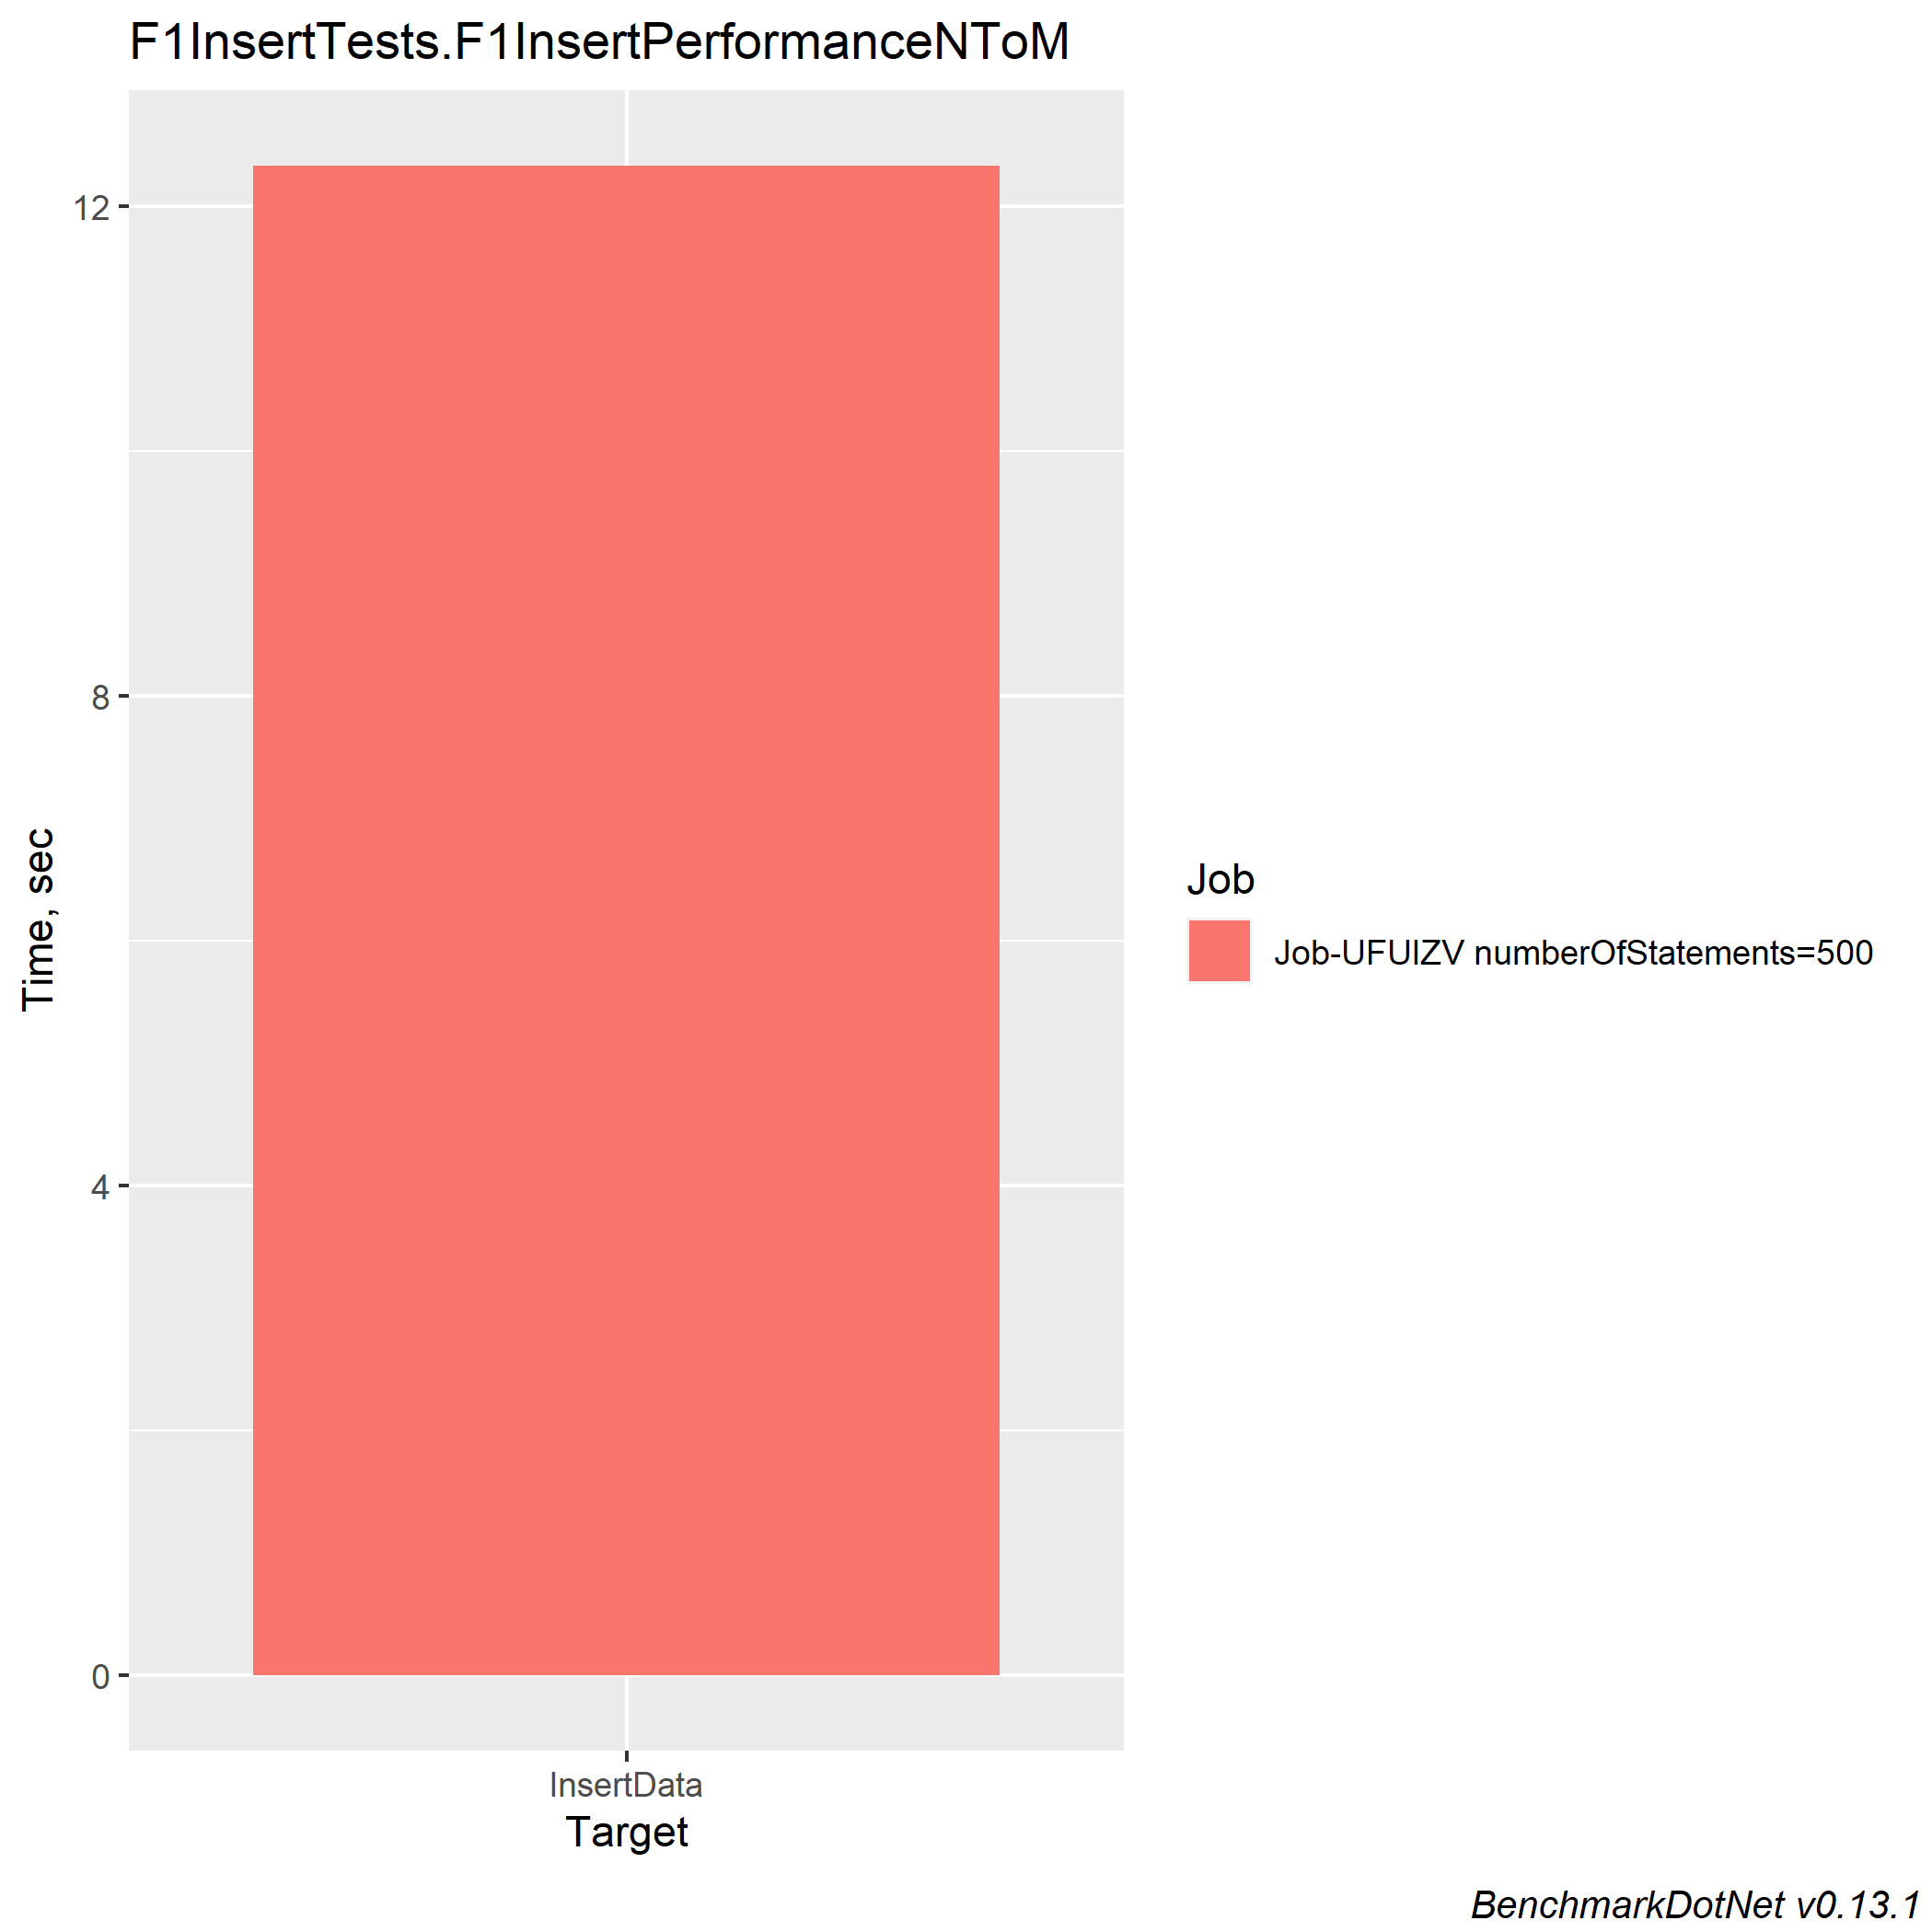 F1InsertTests.F1InsertPerformanceNToM
12
8
4
0
Time, sec
InsertData
Target
Job
Job-UFUIZV numberOfStatements=500
BenchmarkDotNet v0.13.1